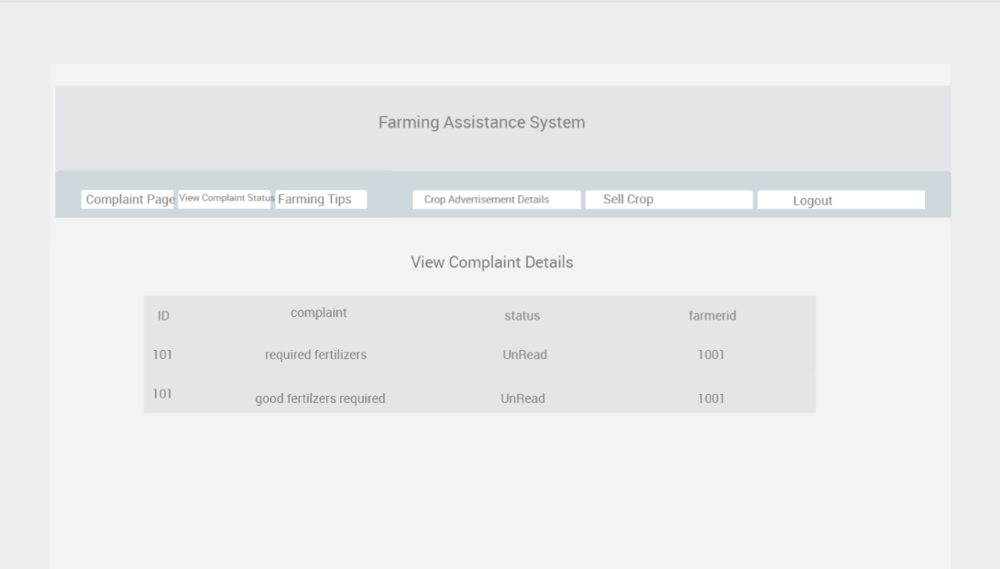 Farming Assistance System
Complaint Page View Complaint Status Farming Tips Crop Advertisement Details Sell Crop Logout
View Complaint Details
ID complaint status farmerid
101 required fertilizers UnRead 1001
101 good fertilzers required UnRead 1001